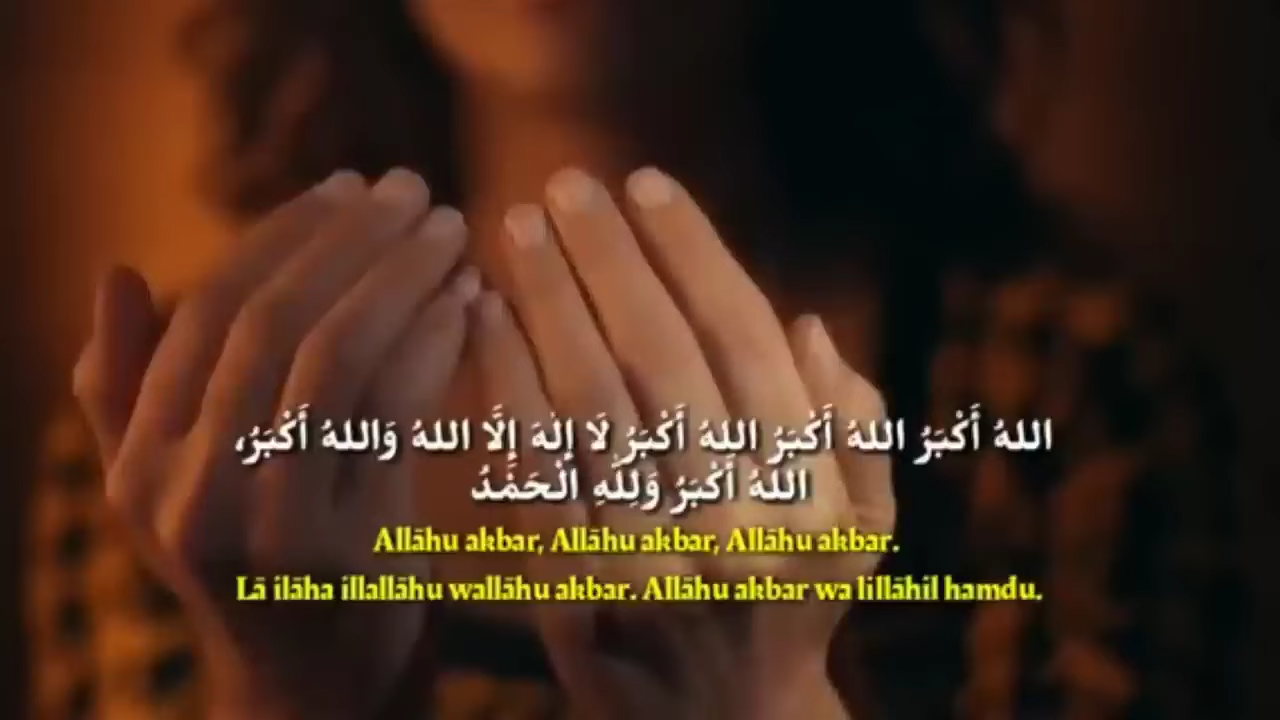 اللهُ أَكْبَرُ اللهُ أَكْبَرُ اللهُ أَكْبَرُ لَا إِلٰهَ إِلَّا اللهُ وَاللهُ أَكْبَرُ،
اللهُ أَكْبَرُ وَلِلّٰهِ الْحَمْدُ
Allāhu akbar, Allāhu akbar, Allāhu akbar.
Lā ilāha illallāhu wallāhu akbar. Allāhu akbar wa lillāhil hamdu.